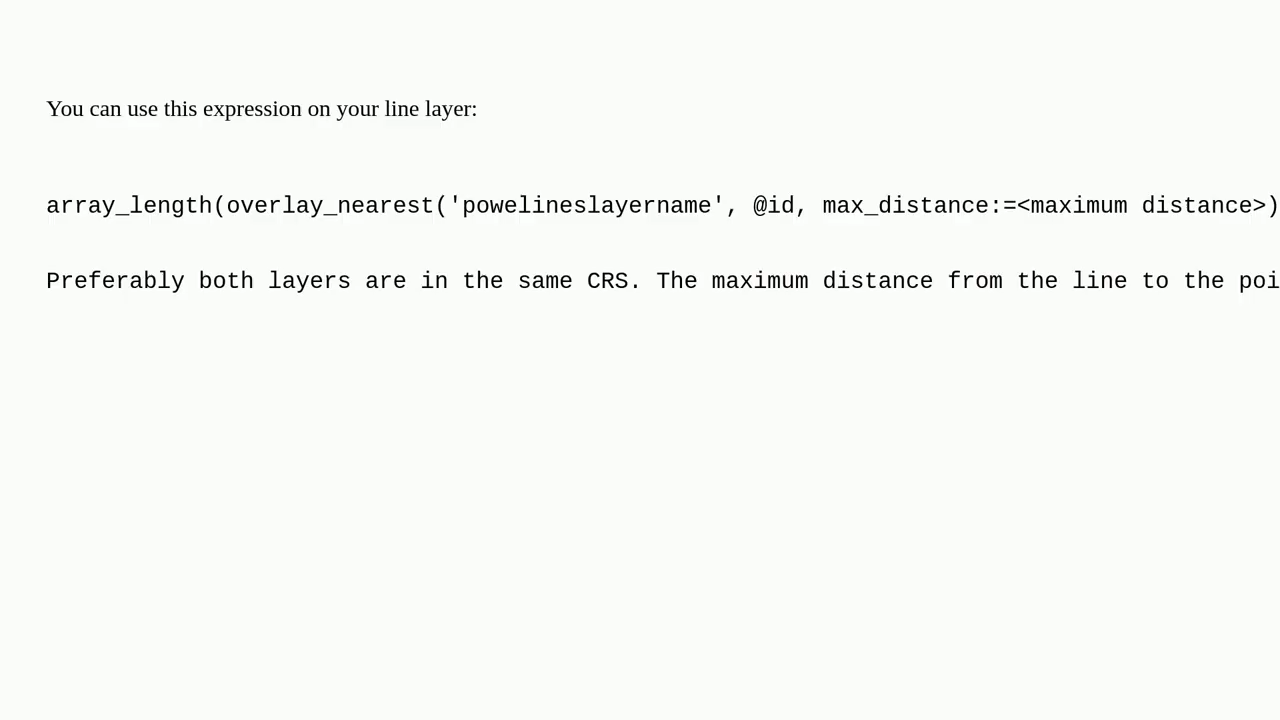 You can use this expression on your line layer:
array_length(overlay_nearest('powelineslayername', @id, max_distance:=<maximum distance>)
Preferably both layers are in the same CRS. The maximum distance from the line to the poi